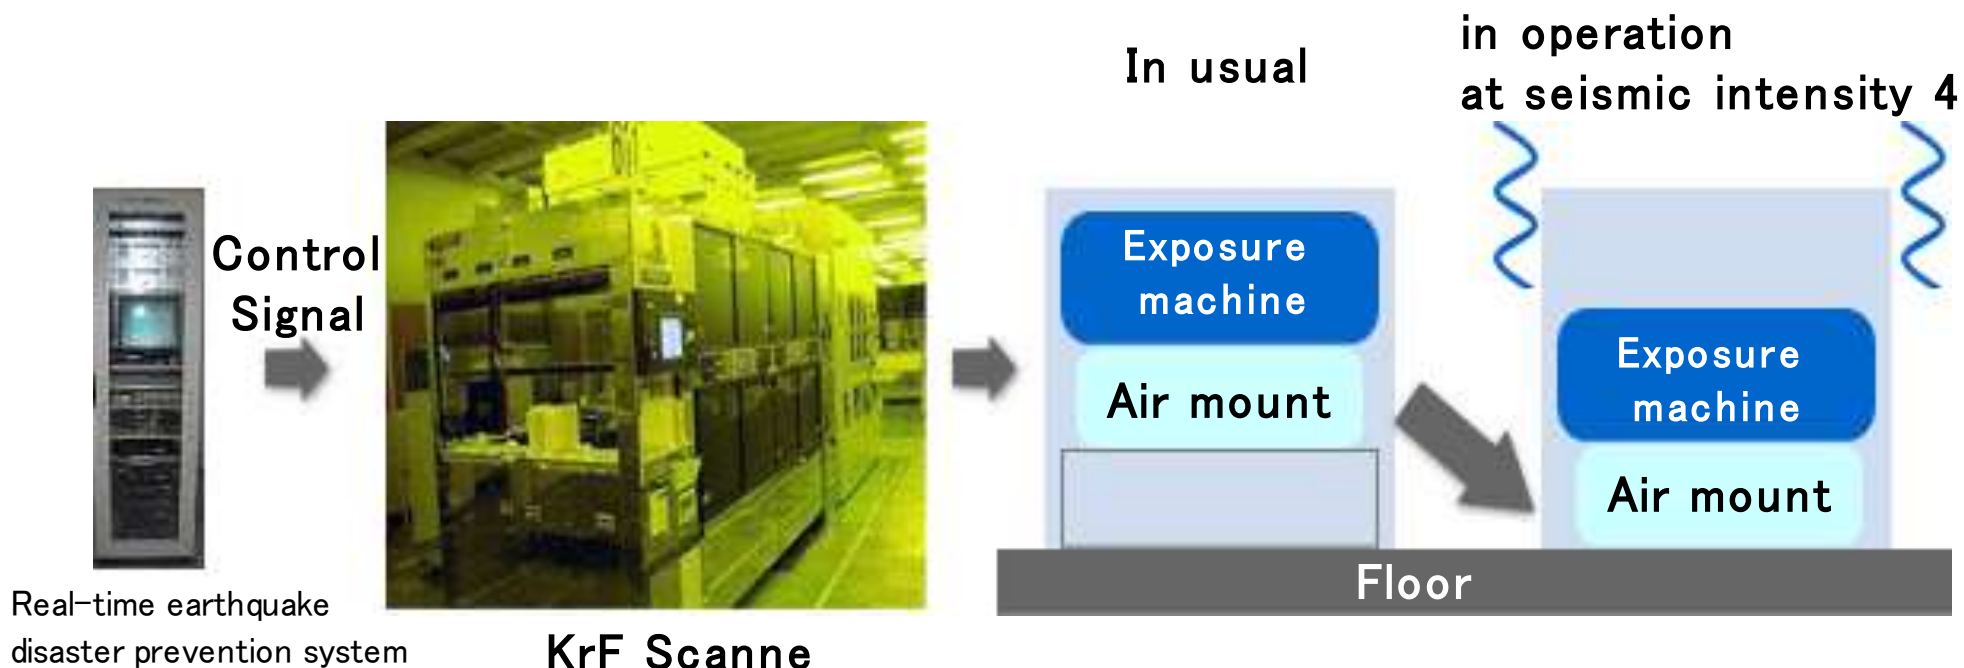 in operation
at seismic intensity 4
In usual
Control
Signal
Exposure
machine
Air mount
Exposure
machine
Air mount
Floor
Real-time earthquake
disaster prevention system
KrF Scanne